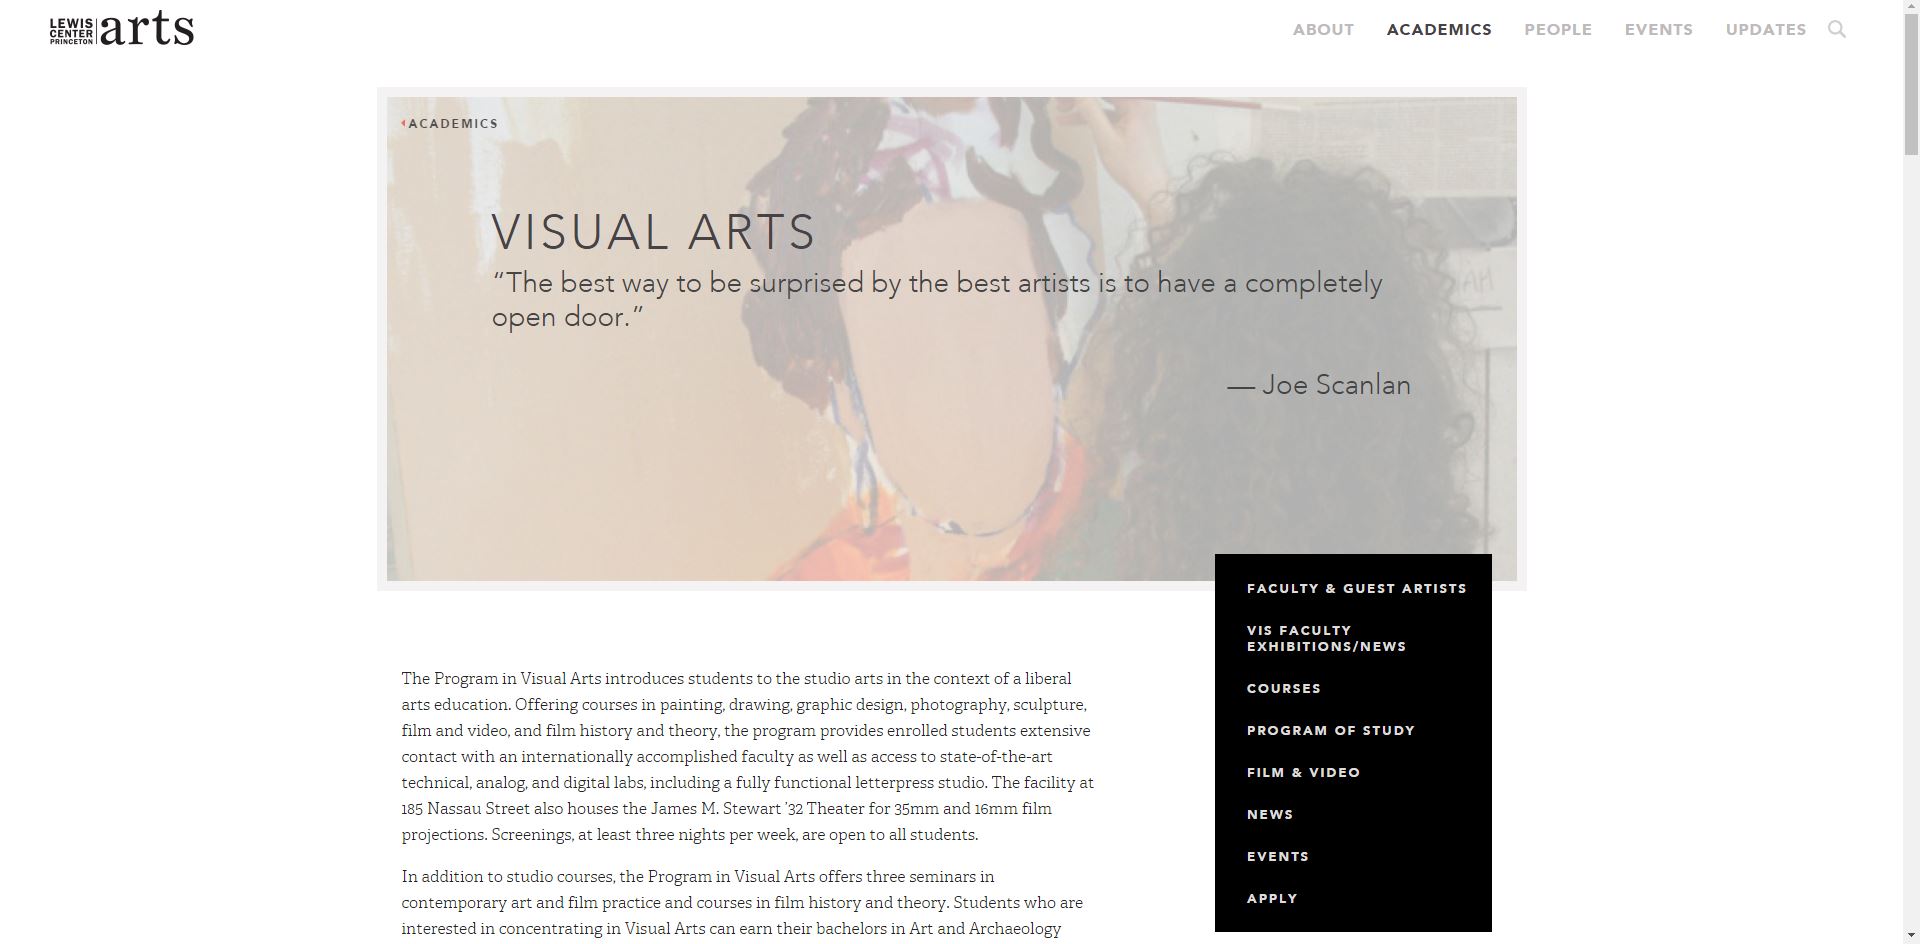 LEWIS
CENTER
PRINCETON
arts
ABOUT ACADEMICS PEOPLE EVENTS UPDATES
ACADEMICS
VISUAL ARTS
“The best way to be surprised by the best artists is to have a completely
open door.”
— Joe Scanlan
FACULTY & GUEST ARTISTS
VIS FACULTY
EXHIBITIONS/NEWS
COURSES
PROGRAM OF STUDY
FILM & VIDEO
NEWS
EVENTS
APPLY
The Program in Visual Arts introduces students to the studio arts in the context of a liberal
arts education. Offering courses in painting, drawing, graphic design, photography, sculpture,
film and video, and film history and theory, the program provides enrolled students extensive
contact with an internationally accomplished faculty as well as access to state-of-the-art
technical, analog, and digital labs, including a fully functional letterpress studio. The facility at
185 Nassau Street also houses the James M. Stewart ’32 Theater for 35mm and 16mm film
projections. Screenings, at least three nights per week, are open to all students.
In addition to studio courses, the Program in Visual Arts offers three seminars in
contemporary art and film practice and courses in film history and theory. Students who are
interested in concentrating in Visual Arts can earn their bachelors in Art and Archaeology